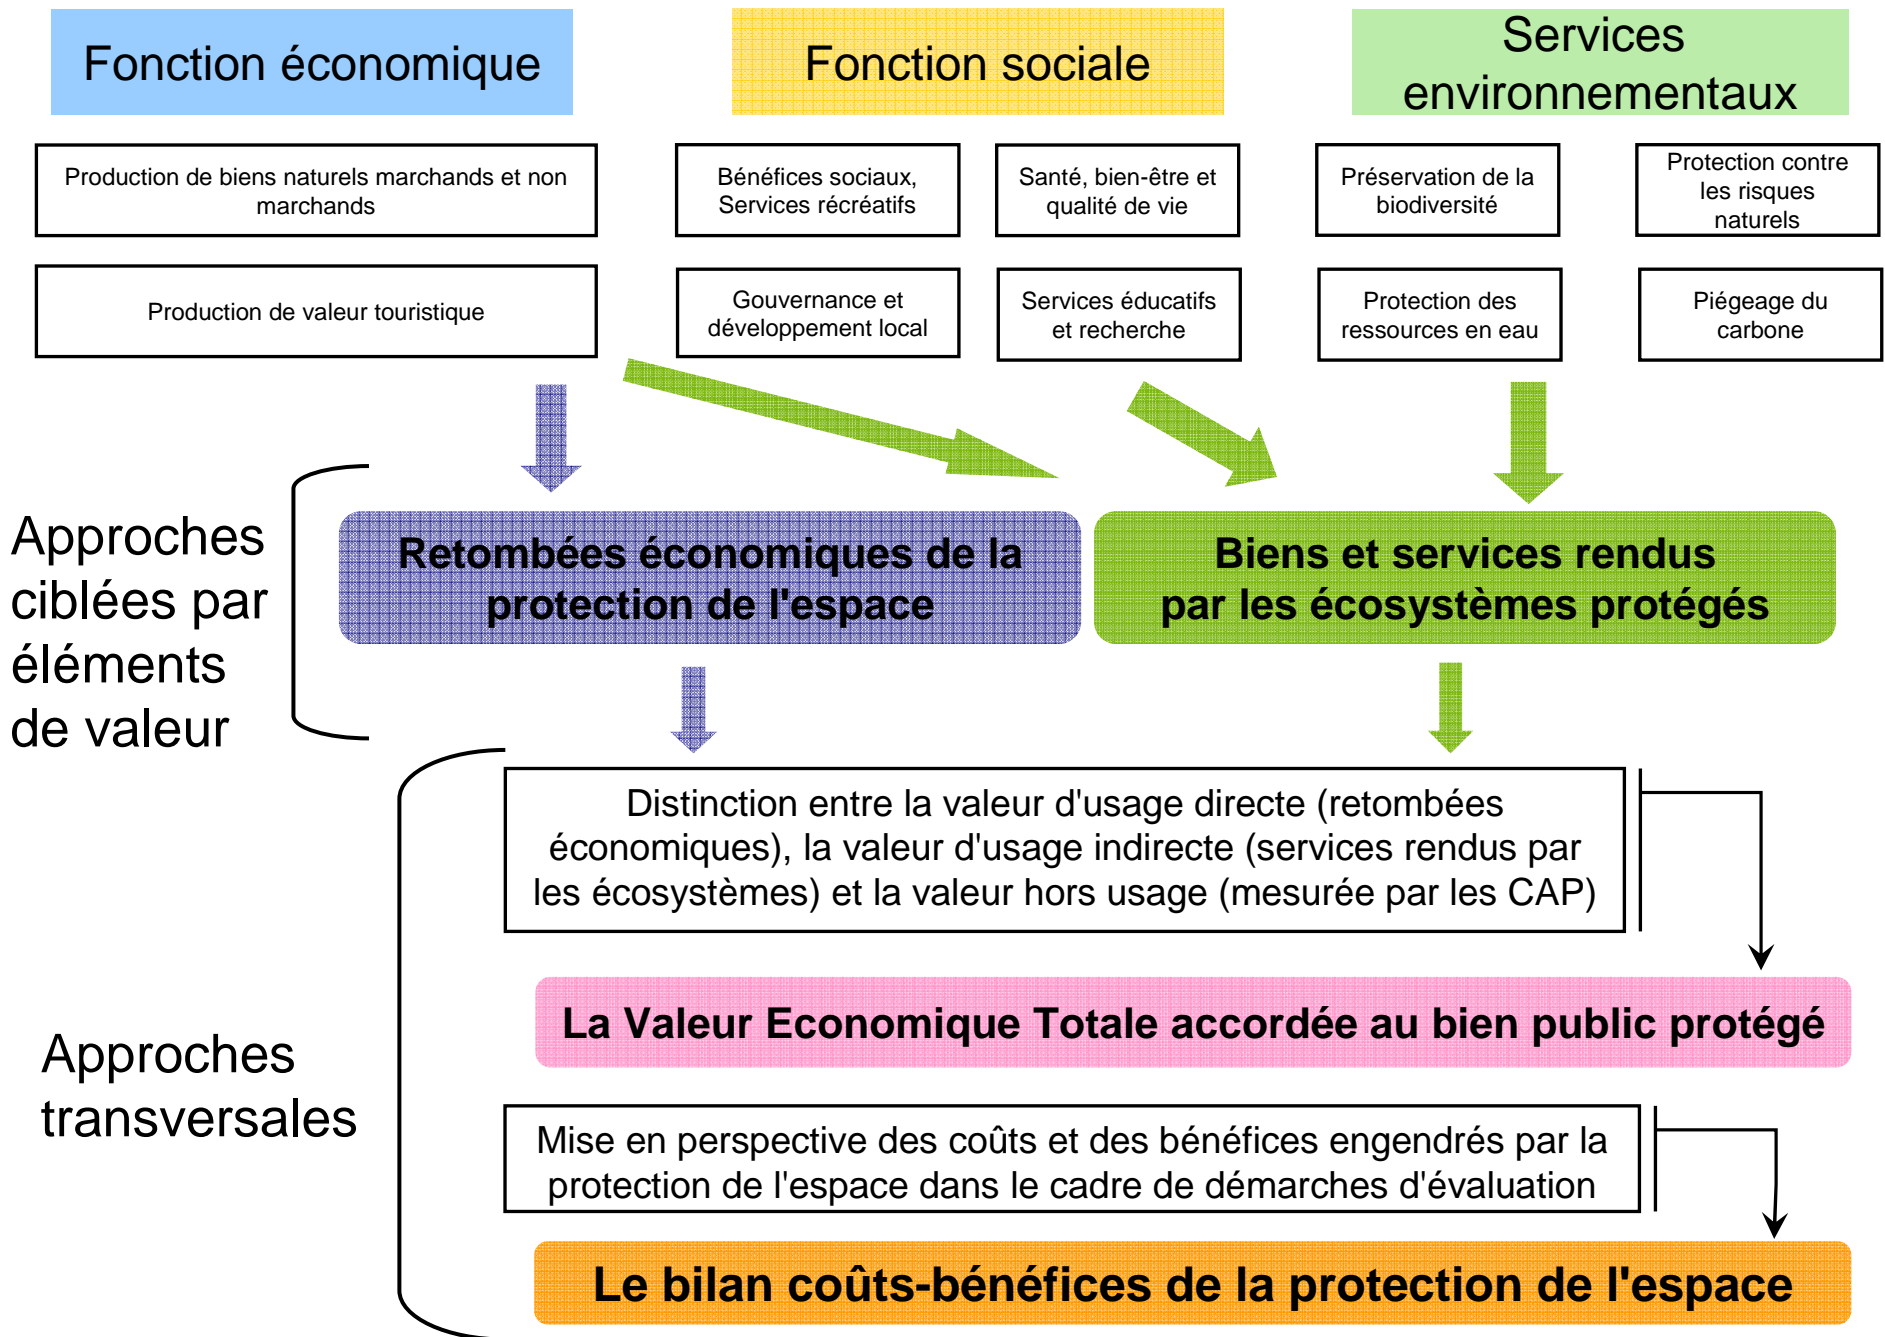 Fonction économique
Fonction sociale
Services
environnementaux
Production de biens naturels marchands et non
marchands
Bénéfices sociaux,
Services récréatifs
Santé, bien-être et
qualité de vie
Préservation de la
biodiversité
Protection contre
les risques
naturels
Production de valeur touristique
Gouvernance et
développement local
Services éducatifs
et recherche
Protection des
ressources en eau
Piégeage du
carbone
Approches
ciblées par
éléments
de valeur
Retombées économiques de la
protection de l'espace
Biens et services rendus
par les écosystèmes protégés
Approches
transversales
Distinction entre la valeur d'usage directe (retombées
économiques), la valeur d'usage indirecte (services rendus par
les écosystèmes) et la valeur hors usage (mesurée par les CAP)
La Valeur Economique Totale accordée au bien public protégé
Mise en perspective des coûts et des bénéfices engendrés par la
protection de l'espace dans le cadre de démarches d'évaluation
Le bilan coûts-bénéfices de la protection de l'espace